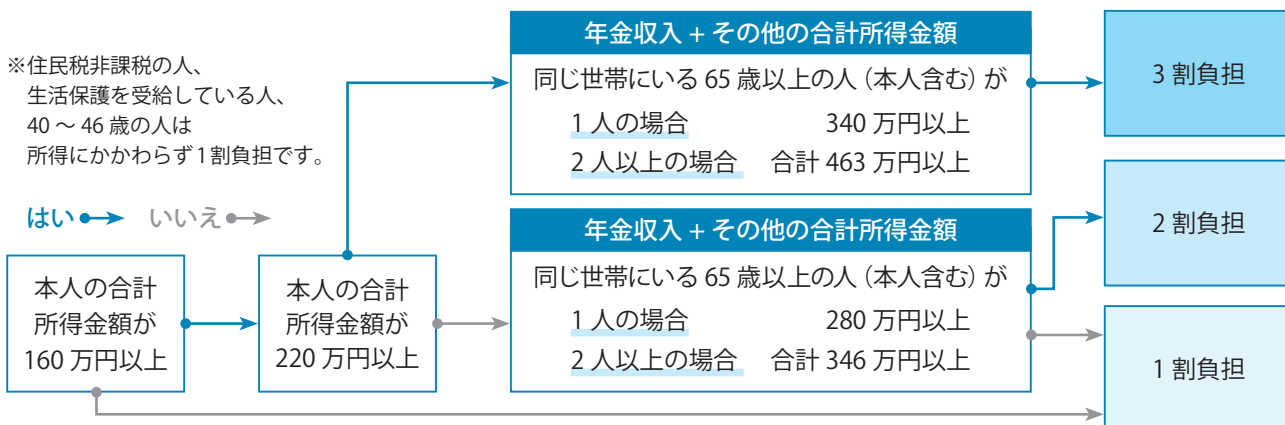 ※住民税非課税の人、
生活保護を受給している人、
40 ～ 46 歳の人は
所得にかかわらず1割負担です。
はい
いいえ
本人の合計
所得金額が
160 万円以上
本人の合計
所得金額が
220 万円以上
年金収入 + その他の合計所得金額
同じ世帯にいる 65 歳以上の人（本人含む）が
1 人の場合 340 万円以上
2 人以上の場合 合計 463 万円以上
年金収入 + その他の合計所得金額
同じ世帯にいる 65 歳以上の人（本人含む）が
1 人の場合 280 万円以上
2 人以上の場合 合計 346 万円以上
3 割負担
2 割負担
1 割負担